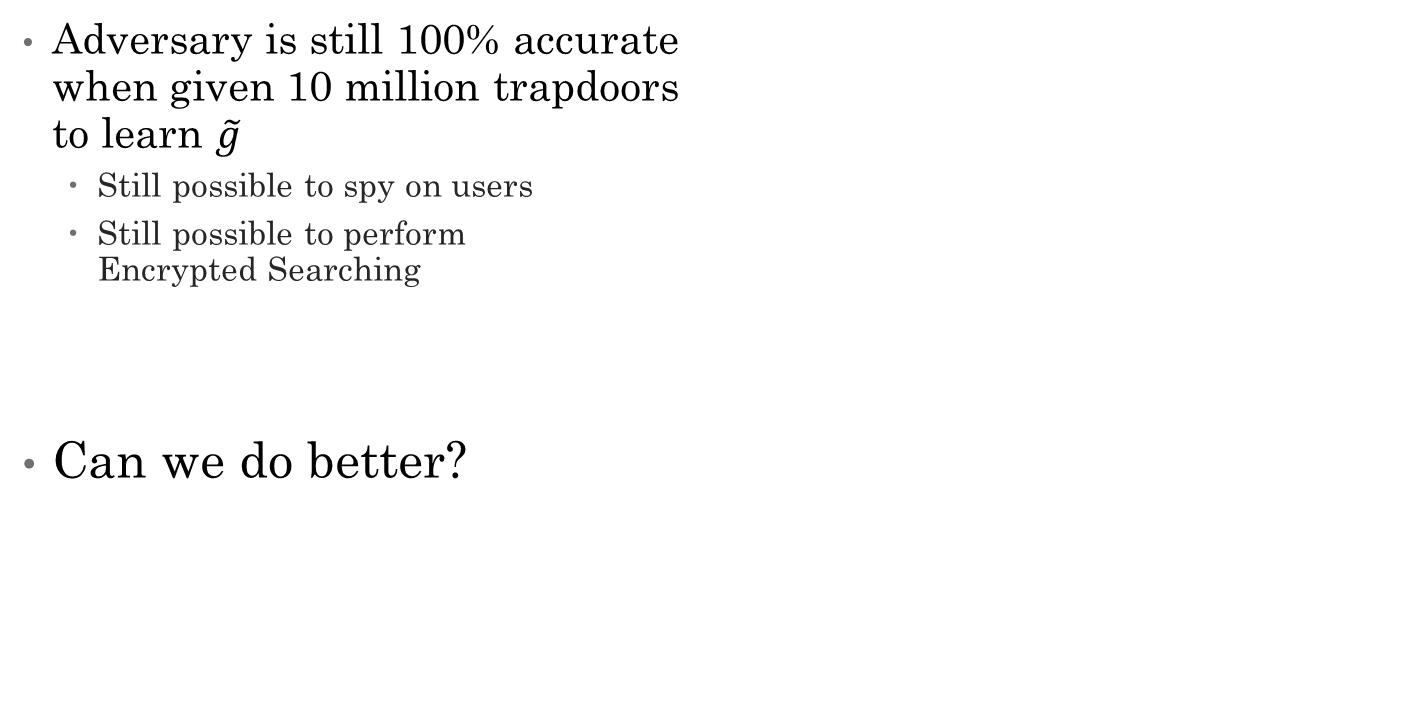 • Adversary is still 100% accurate
when given 10 million trapdoors
to learn g̃
• Still possible to spy on users
• Still possible to perform
Encrypted Searching
• Can we do better?